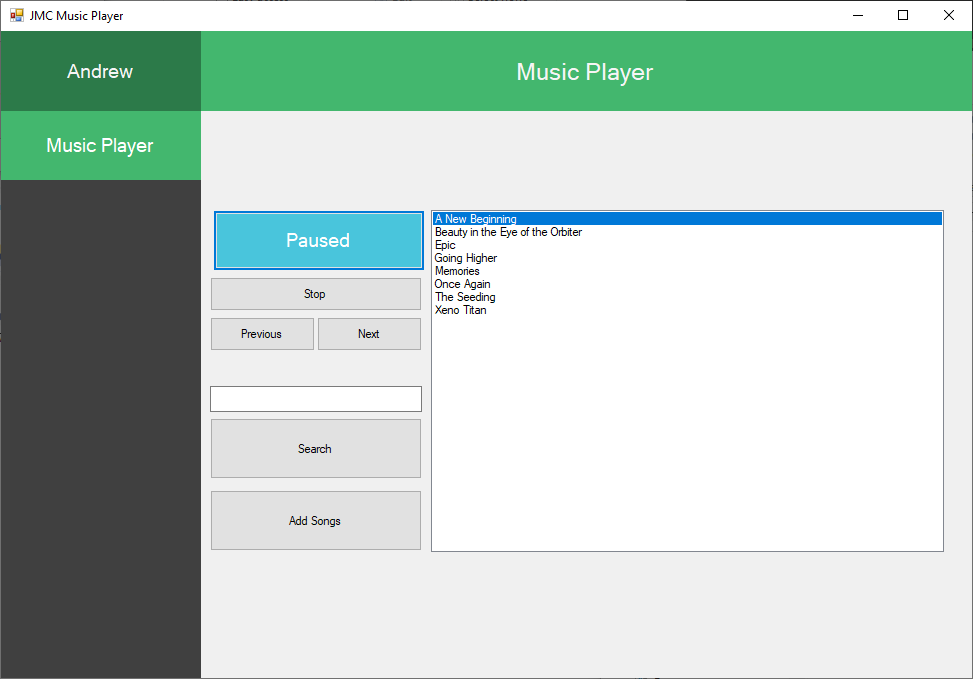 JMC Music Player
Andrew
Music Player
Music Player
Paused
Stop
Previous Next
Search
Add Songs
A New Beginning
Beauty in the Eye of the Orbiter
Epic
Going Higher
Memories
Once Again
The Seeding
Xeno Titan